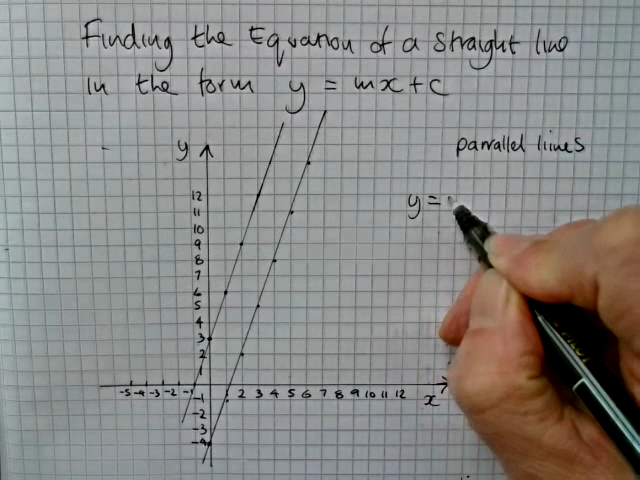 Finding the Equation of a straight line
in the form y = mx + c
parallel lines
y =
y
12
11
10
9
8
7
6
5
4
3
2
1
-5 -4 -3 -2 -1 2 3 4 5 6 7 8 9 10 11 12 x
-1
-2
-3
-4